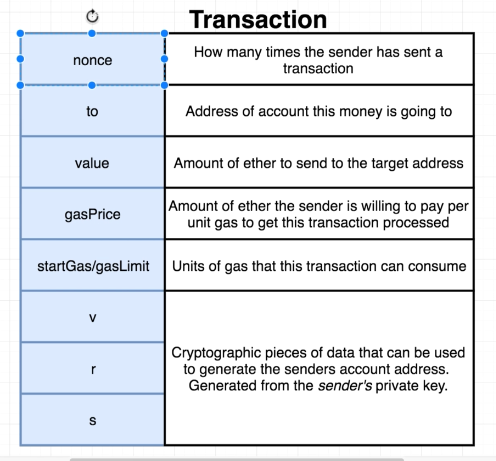 Transaction
nonce
How many times the sender has sent a
transaction
to
Address of account this money is going to
value
Amount of ether to send to the target address
gasPrice
Amount of ether the sender is willing to pay per
unit gas to get this transaction processed
startGas/gasLimit
Units of gas that this transaction can consume
v
r
s
Cryptographic pieces of data that can be used
to generate the senders account address.
Generated from the sender's private key.